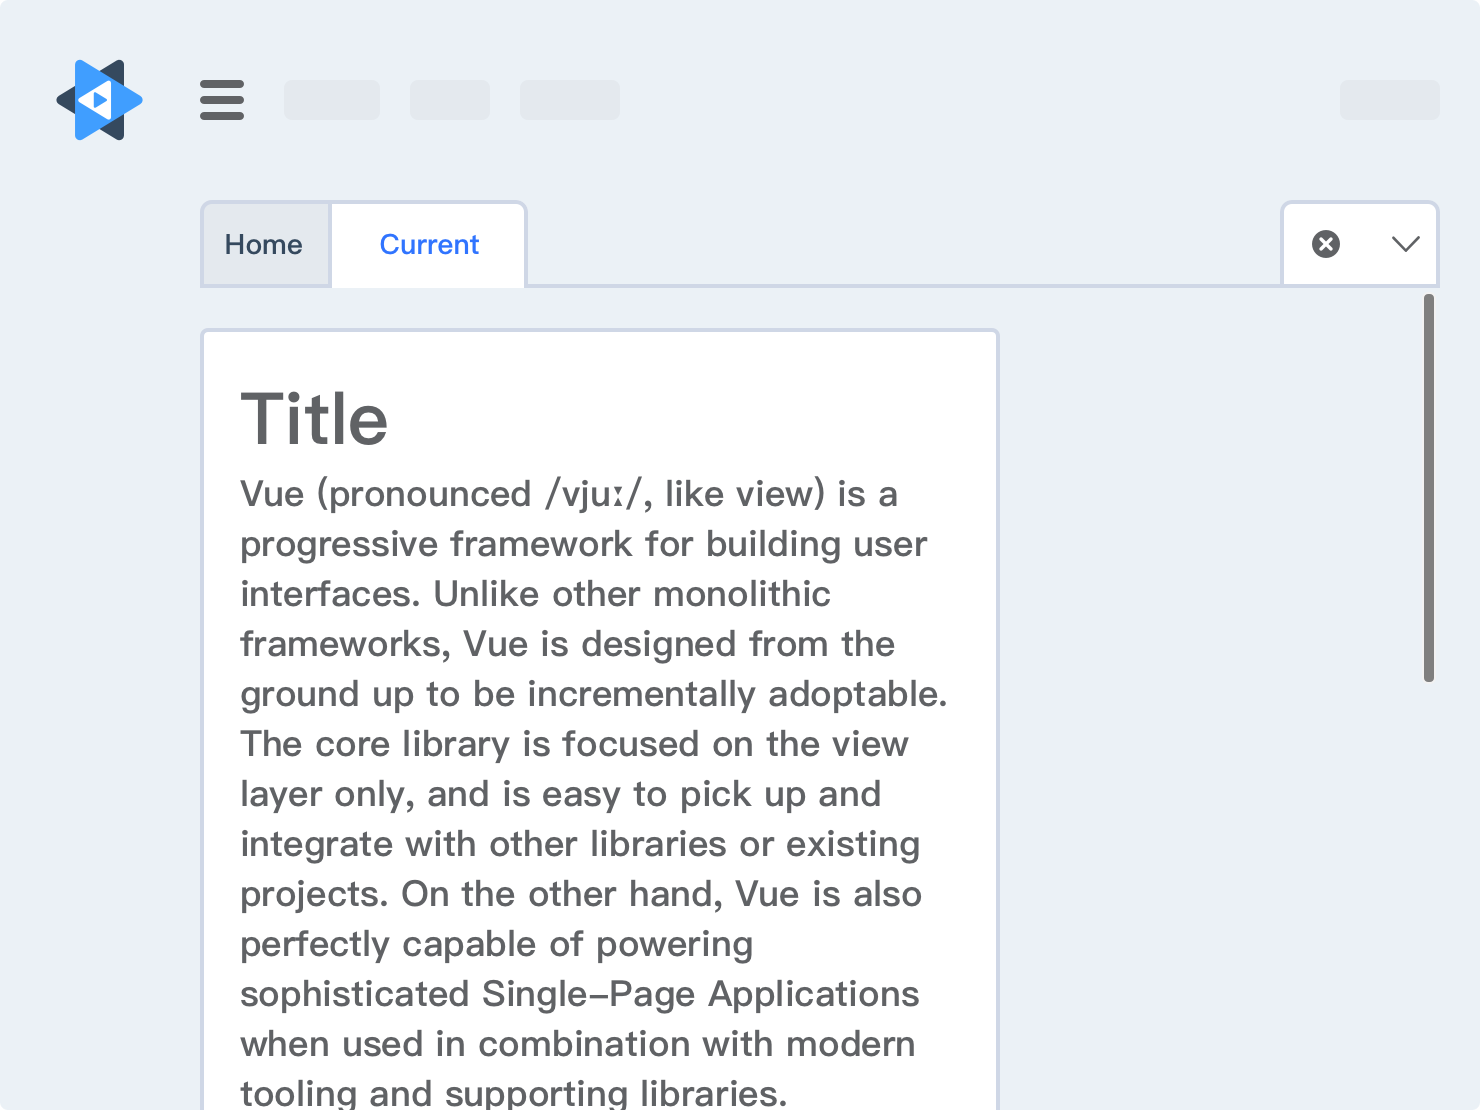 Home
Current
Title
Vue (pronounced /vjuː/, like view) is a
progressive framework for building user
interfaces. Unlike other monolithic
frameworks, Vue is designed from the
ground up to be incrementally adoptable.
The core library is focused on the view
layer only, and is easy to pick up and
integrate with other libraries or existing
projects. On the other hand, Vue is also
perfectly capable of powering
sophisticated Single–Page Applications
when used in combination with modern
tooling and supporting libraries.